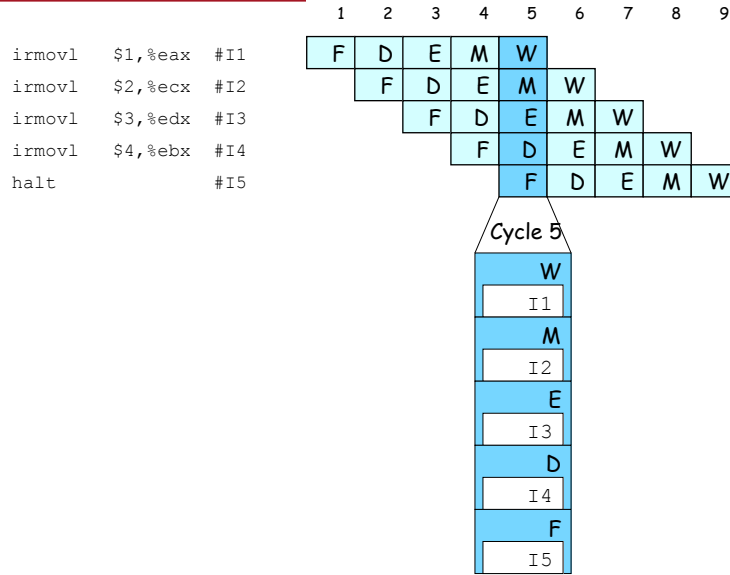 1 2 3 4 5 6 7 8 9
irmovl $1,%eax #I1 F D E M W
irmovl $2,%ecx #I2 F D E M W
irmovl $3,%edx #I3 F D E M W
irmovl $4,%ebx #I4 F D E M W
halt #I5 F D E M W
Cycle 5
W
I1
M
I2
E
I3
D
I4
F
I5